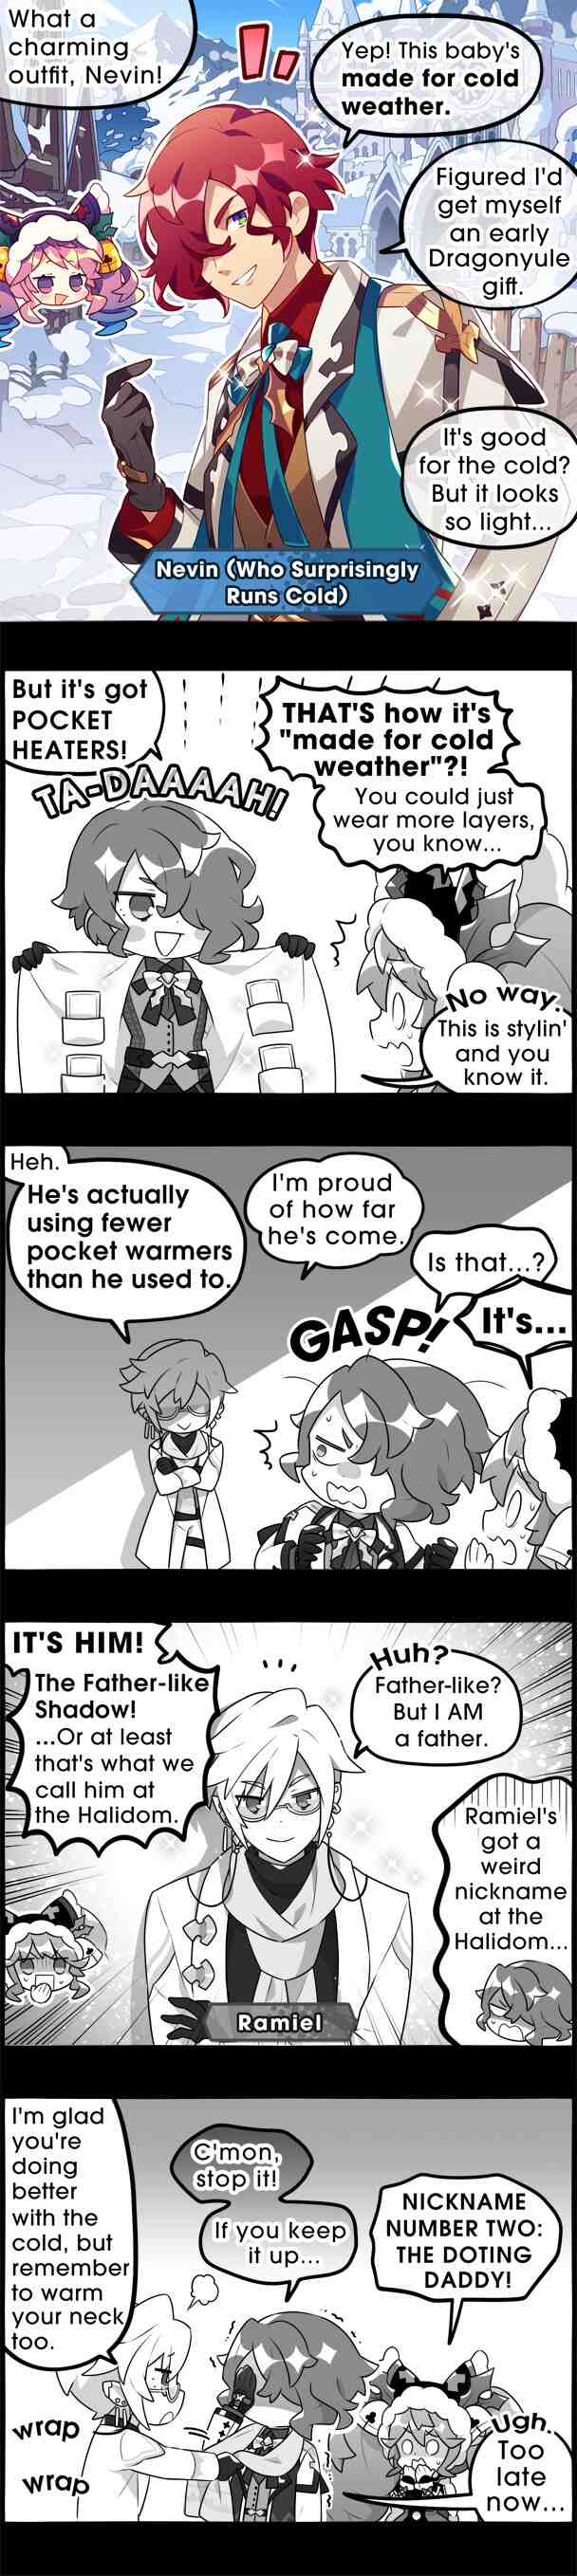 What a
charming
outfit, Nevin!
Yep! This baby's
made for cold
weather.
Figured I'd
get myself
an early
Dragonyule
gift.
It's good
for the cold?
But it looks
so light...
Nevin (Who Surprisingly
Runs Cold)
But it's got
POCKET
HEATERS!
TA-DAAAAAH!
THAT'S how it's
"made for cold
weather"?!
You could just
wear more layers,
you know...
No way.
This is stylin'
and you
know it.
Heh.
He's actually
using fewer
pocket warmers
than he used to.
I'm proud
of how far
he's come.
Is that...?
GASP!
It's...
IT'S HIM!
The Father-like
Shadow!
...Or at least
that's what we
call him at
the Halidom.
Huh?
Father-like?
But I AM
a father.
Ramiel's
got a
weird
nickname
at the
Halidom...
Ramiel
I'm glad
you're
doing
better
with the
cold, but
remember
to warm
your neck
too.
C'mon,
stop it!
If you keep
it up...
NICKNAME
NUMBER TWO:
THE DOTING
DADDY!
wrap
wrap
Ugh.
Too
late
now...